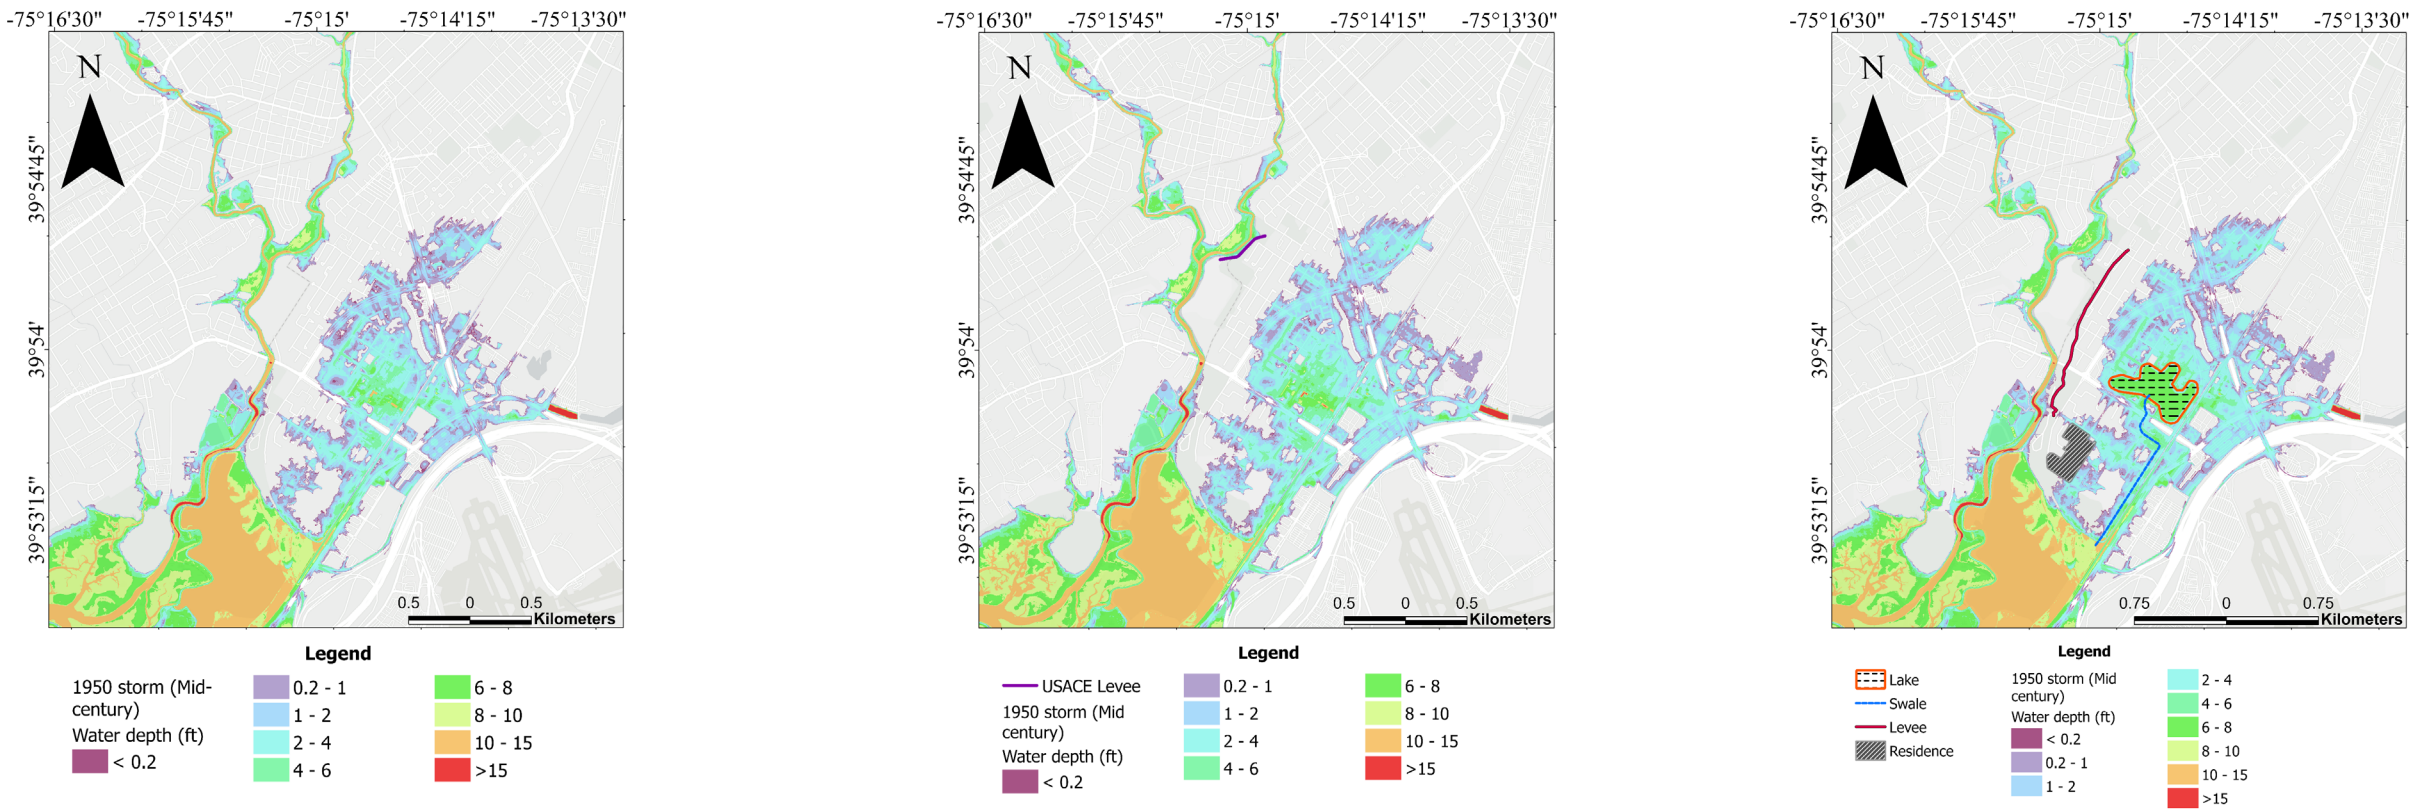 -75°16'30" -75°15'45" -75°15" -75°14'15" -75°13'30"
N
39°54'45"
39°54'
39°53'15"
0.5 0 0.5
Kilometers
Legend
1950 storm (Mid-
century)
Water depth (ft)
< 0.2
0.2 - 1
1 - 2
2 - 4
4 - 6
6 - 8
8 - 10
10 - 15
>15
-75°16'30" -75°15'45" -75°15" -75°14'15" -75°13'30"
N
39°54'45"
39°54'
39°53'15"
0.5 0 0.5
Kilometers
Legend
USACE Levee
1950 storm (Mid
century)
Water depth (ft)
< 0.2
0.2 - 1
1 - 2
2 - 4
4 - 6
6 - 8
8 - 10
10 - 15
>15
-75°16'30" -75°15'45" -75°15" -75°14'15" -75°13'30"
N
39°54'45"
39°54'
39°53'15"
0.75 0 0.75
Kilometers
Legend
Lake
Swale
Levee
Residence
1950 storm (Mid
century)
Water depth (ft)
< 0.2
0.2 - 1
1 - 2
2 - 4
4 - 6
6 - 8
8 - 10
10 - 15
>15